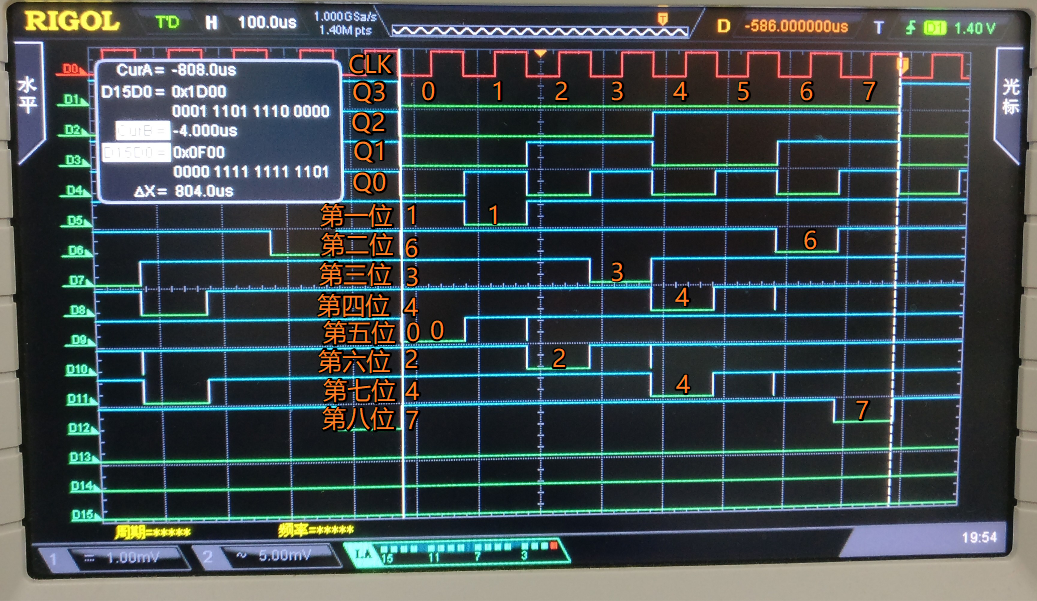 RIGOL T'D H 100.0us 1.000GSa/s 1.40M pts D -586.000000us T D1 1.40 V
水平
光标
CurA = -808.0us
D15D0 = 0x1D00
0001 1101 1110 0000
CurB = -4.000us
D15D0 = 0x0F00
0000 1111 1111 1101
ΔX = 804.0us
D0 CLK
D1 Q3 0 1 2 3 4 5 6 7
D2 Q2
D3 Q1
D4 Q0
D5 第一位 1 1
D6 第二位 6 6
D7 第三位 3 3
D8 第四位 4 4
D9 第五位 0 0
D10 第六位 2 2
D11 第七位 4 4
D12 第八位 7 7
D13
D14
D15
周期=***** 频率=*****
1 1.00mV 2 ~ 5.00mV LA 15 11 7 3 19:54